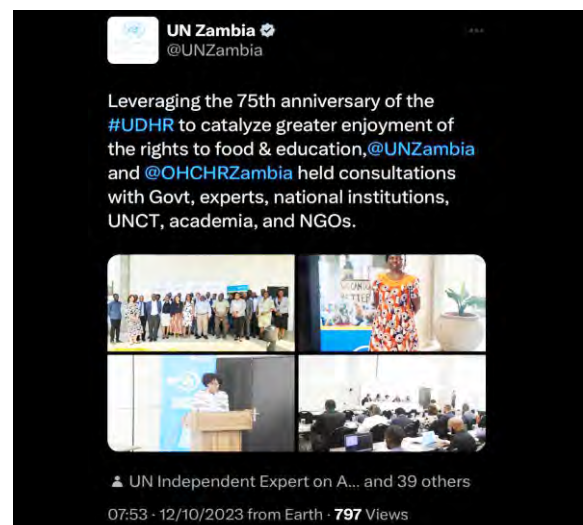 UN Zambia
@UNZambia
Leveraging the 75th anniversary of the
#UDHR to catalyze greater enjoyment of
the rights to food & education,@UNZambia
and @OHCHRZambia held consultations
with Govt, experts, national institutions,
UNCT, academia, and NGOs.
UN Independent Expert on A... and 39 others
07:53 · 12/10/2023 from Earth · 797 Views